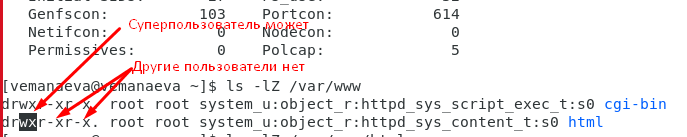 Genfscon: 103 Portcon: 614
Суперпользователь может
Netifcon: 0 Nodecon: 0
Permissives: 0 Polcap: 5
Другие пользователи нет
[vemanaeva@vemanaeva ~]$ ls -lZ /var/www
drwxr-xr-x. root root system_u:object_r:httpd_sys_script_exec_t:s0 cgi-bin
drwxr-xr-x. root root system_u:object_r:httpd_sys_content_t:s0 html